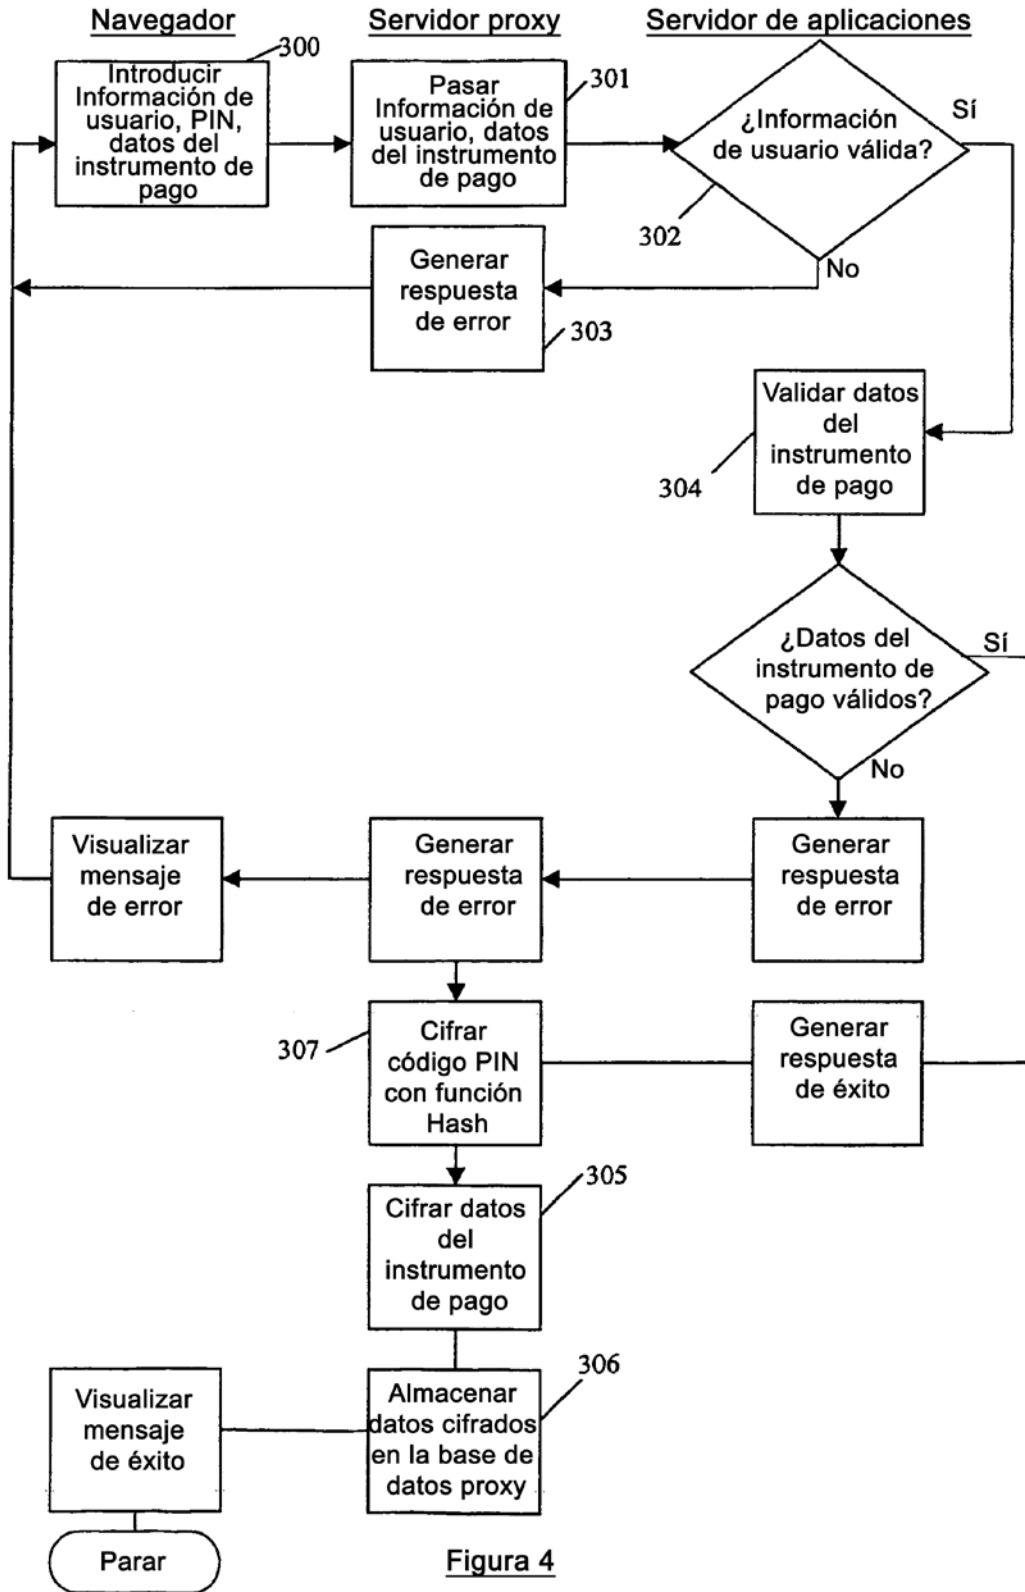 Navegador
Servidor proxy
Servidor de aplicaciones
300
Introducir
Información de
usuario, PIN,
datos del
instrumento de
pago
301
Pasar
Información de
usuario, datos
del instrumento
de pago
¿Información
de usuario válida?
Sí
302
No
Generar
respuesta
de error
303
Validar datos
del
instrumento
de pago
304
¿Datos del
instrumento de
pago válidos?
Sí
No
Visualizar
mensaje
de error
Generar
respuesta
de error
Generar
respuesta
de error
307
Cifrar
código PIN
con función
Hash
Generar
respuesta
de éxito
305
Cifrar datos
del
instrumento
de pago
306
Visualizar
mensaje
de éxito
Almacenar
datos cifrados
en la base de
datos proxy
Parar
Figura 4